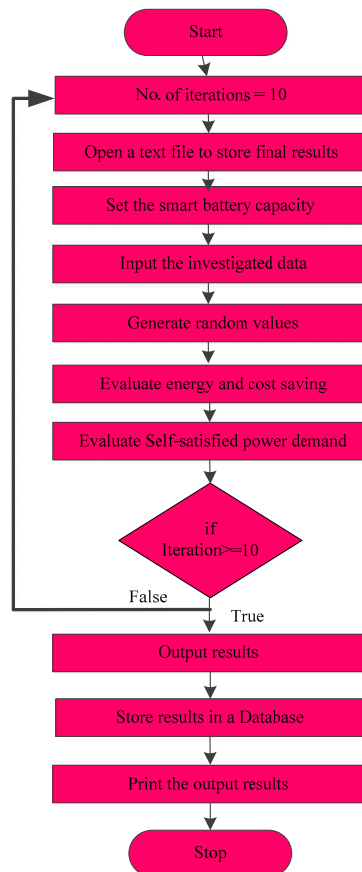 Start
No. of iterations = 10
Open a text file to store final results
Set the smart battery capacity
Input the investigated data
Generate random values
Evaluate energy and cost saving
Evaluate Self-satisfied power demand
if
Iteration>=10
False
True
Output results
Store results in a Database
Print the output results
Stop